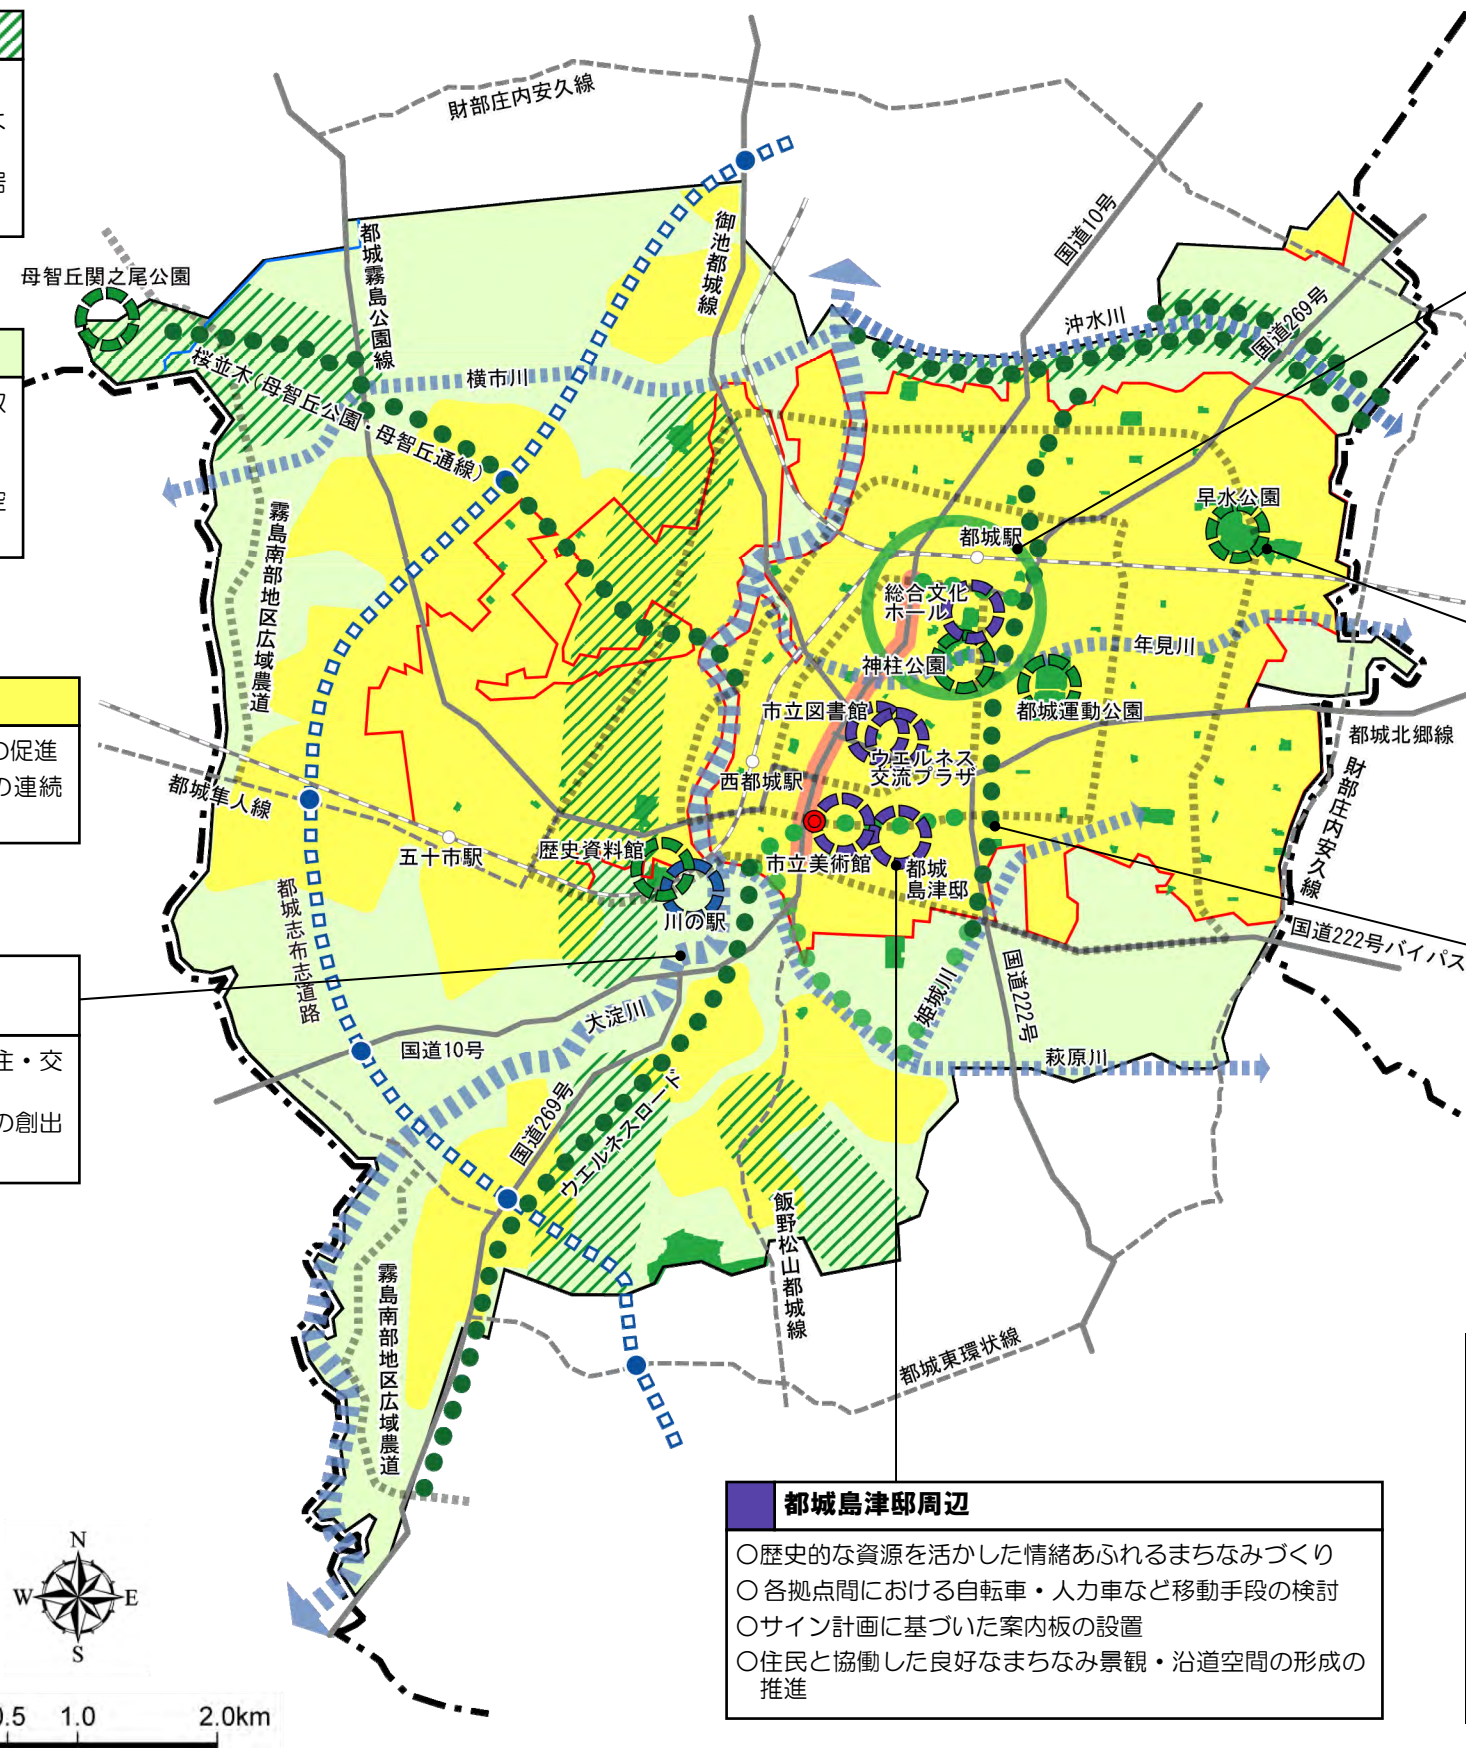 財部庄内安久線
御池都城線
国道10号
都城霧島公園線
母智丘関之尾公園
沖水川
国道269号
桜並木(母智丘公園・母智丘通線)
横市川
早水公園
霧島南部地区広域農道
都城駅
総合文化
ホール
年見川
神柱公園
市立図書館
都城運動公園
の促進
都城北郷線
ウエルネス
交流プラザ
西都城駅
の連続
都城隼人線
財部庄内安久線
五十市駅
歴史資料館
市立美術館
都城
島津邸
都城志布志道路
川の駅
国道222号バイパス
国道222号
姫城川
大淀川
国道10号
住・交
萩原川
国道269号
ウエルネスロード
の創出
飯野松山都城線
霧島南部地区広域農道
都城東環状線
都城島津邸周辺
○歴史的な資源を活かした情緒あふれるまちなみづくり
○各拠点間における自転車・人力車など移動手段の検討
○サイン計画に基づいた案内板の設置
○住民と協働した良好なまちなみ景観・沿道空間の形成の
推進
N
W E
S
0.5 1.0 2.0km